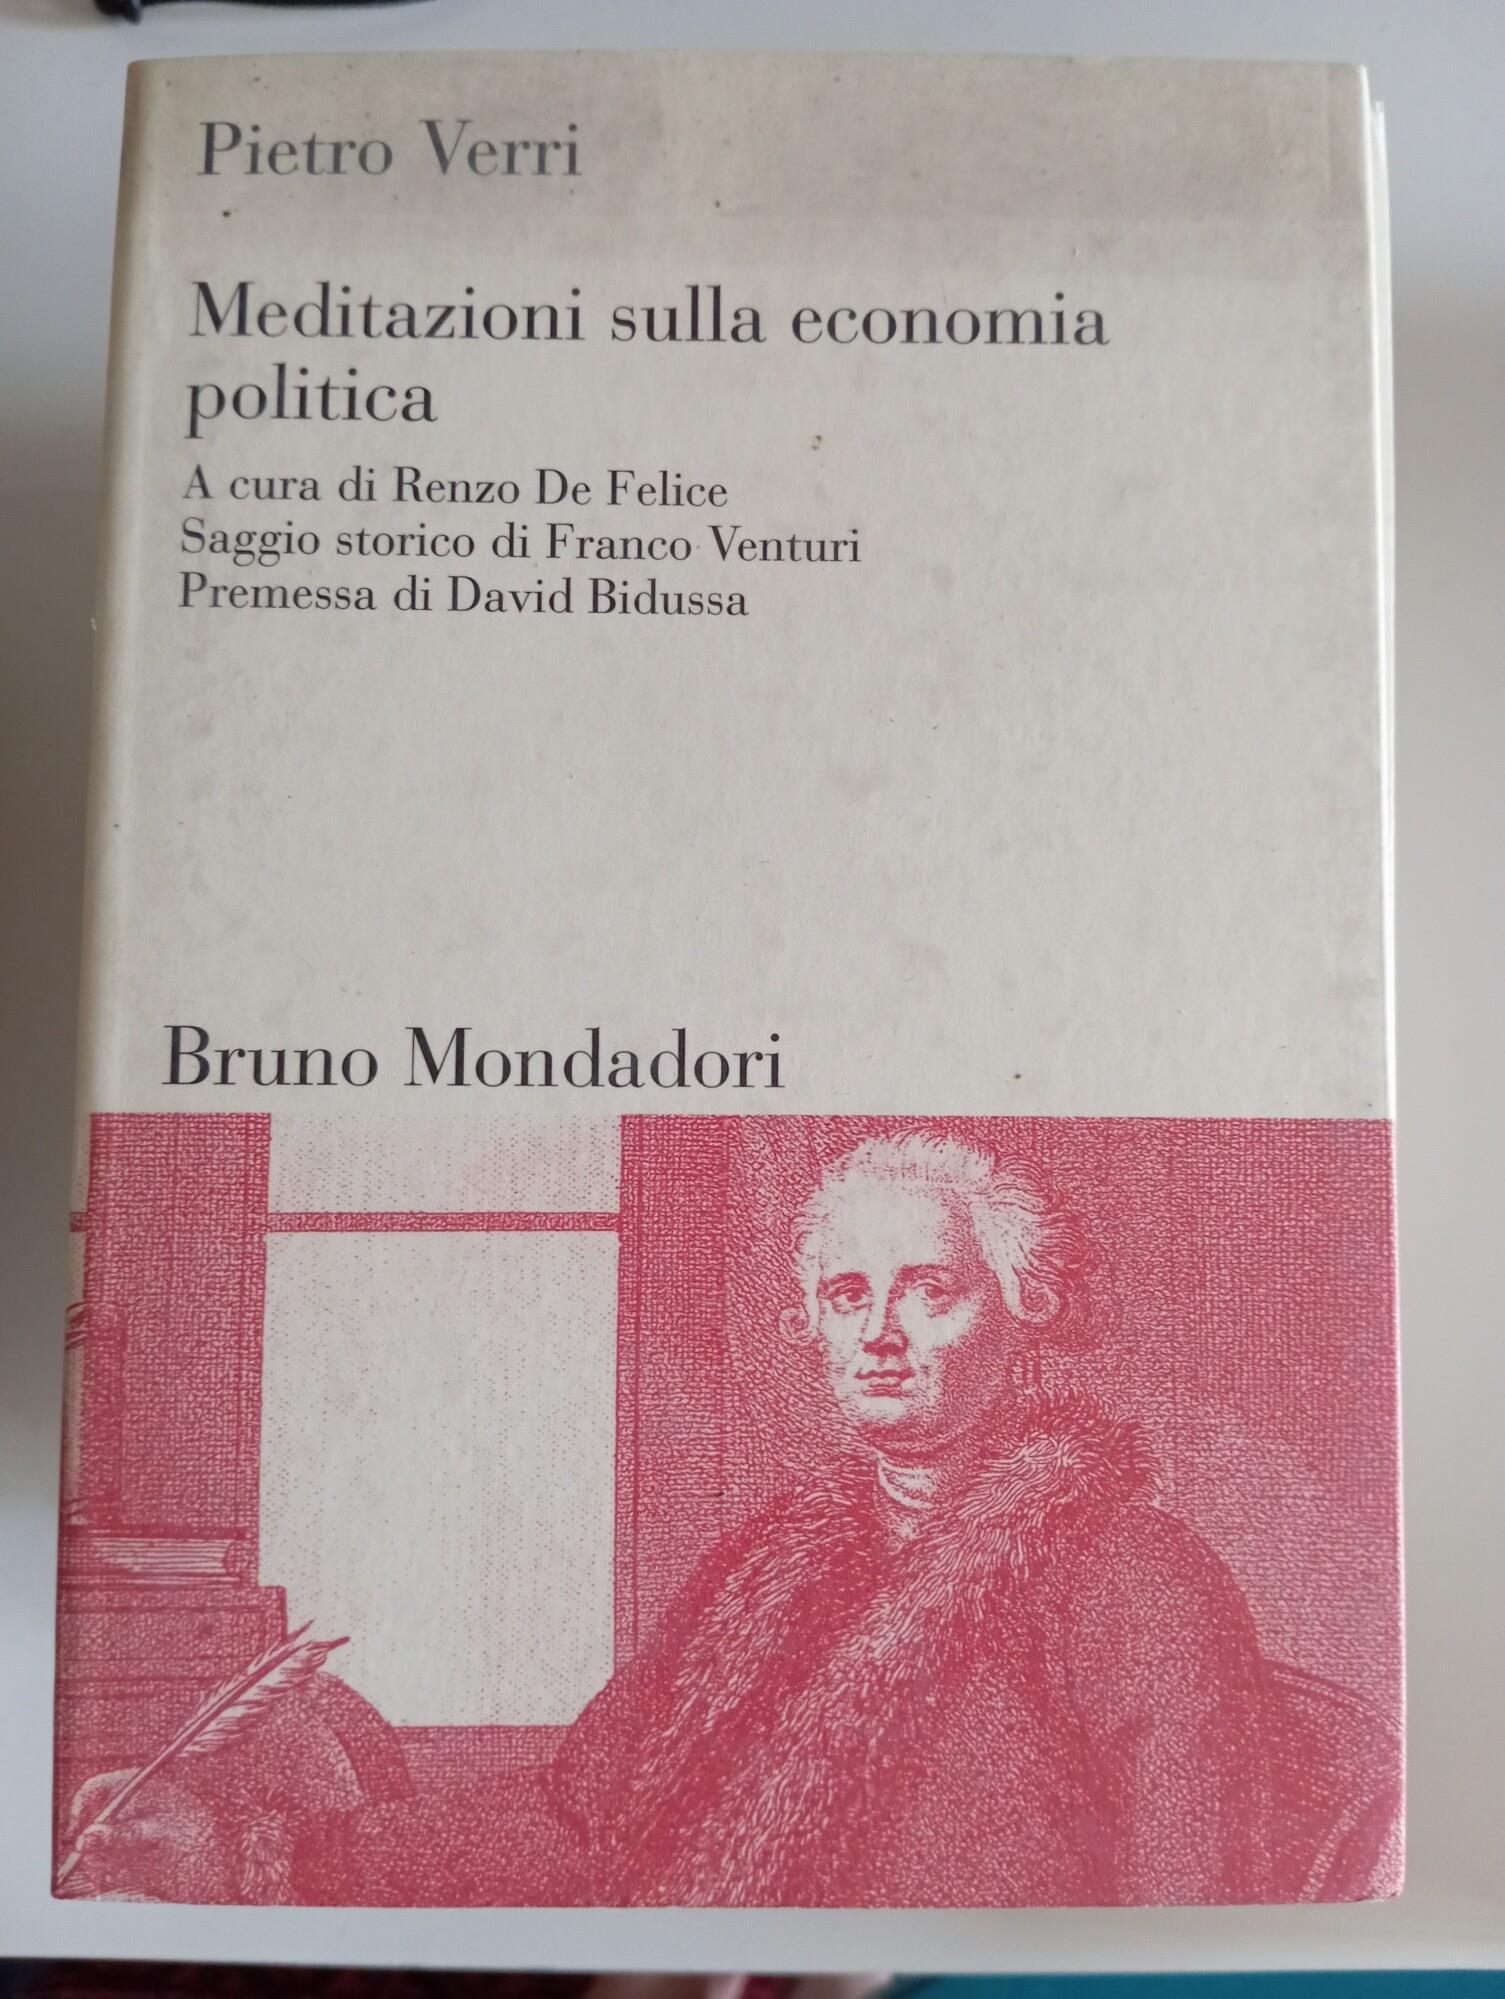 Pietro Verri
Meditazioni sulla economia
politica
A cura di Renzo De Felice
Saggio storico di Franco Venturi
Premessa di David Bidussa
Bruno Mondadori